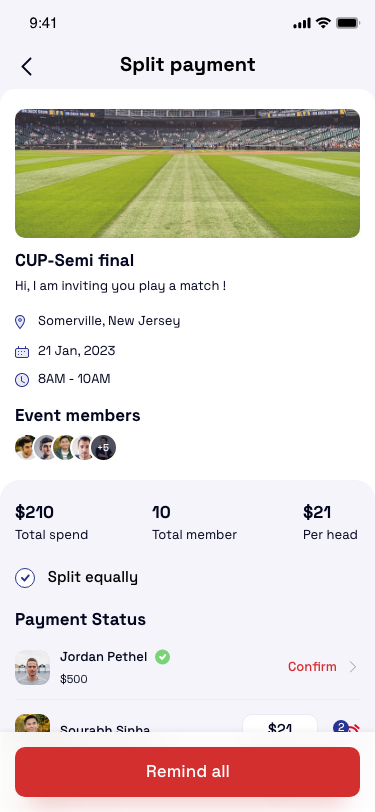 9:41
Split payment
CUP-Semi final
Hi, I am inviting you play a match !
Somerville, New Jersey
21 Jan, 2023
8AM - 10AM
Event members
+5
$210 10 $21
Total spend Total member Per head
Split equally
Payment Status
Jordan Pethel
$500
Confirm
Sourabh Sinha $21 2
Remind all